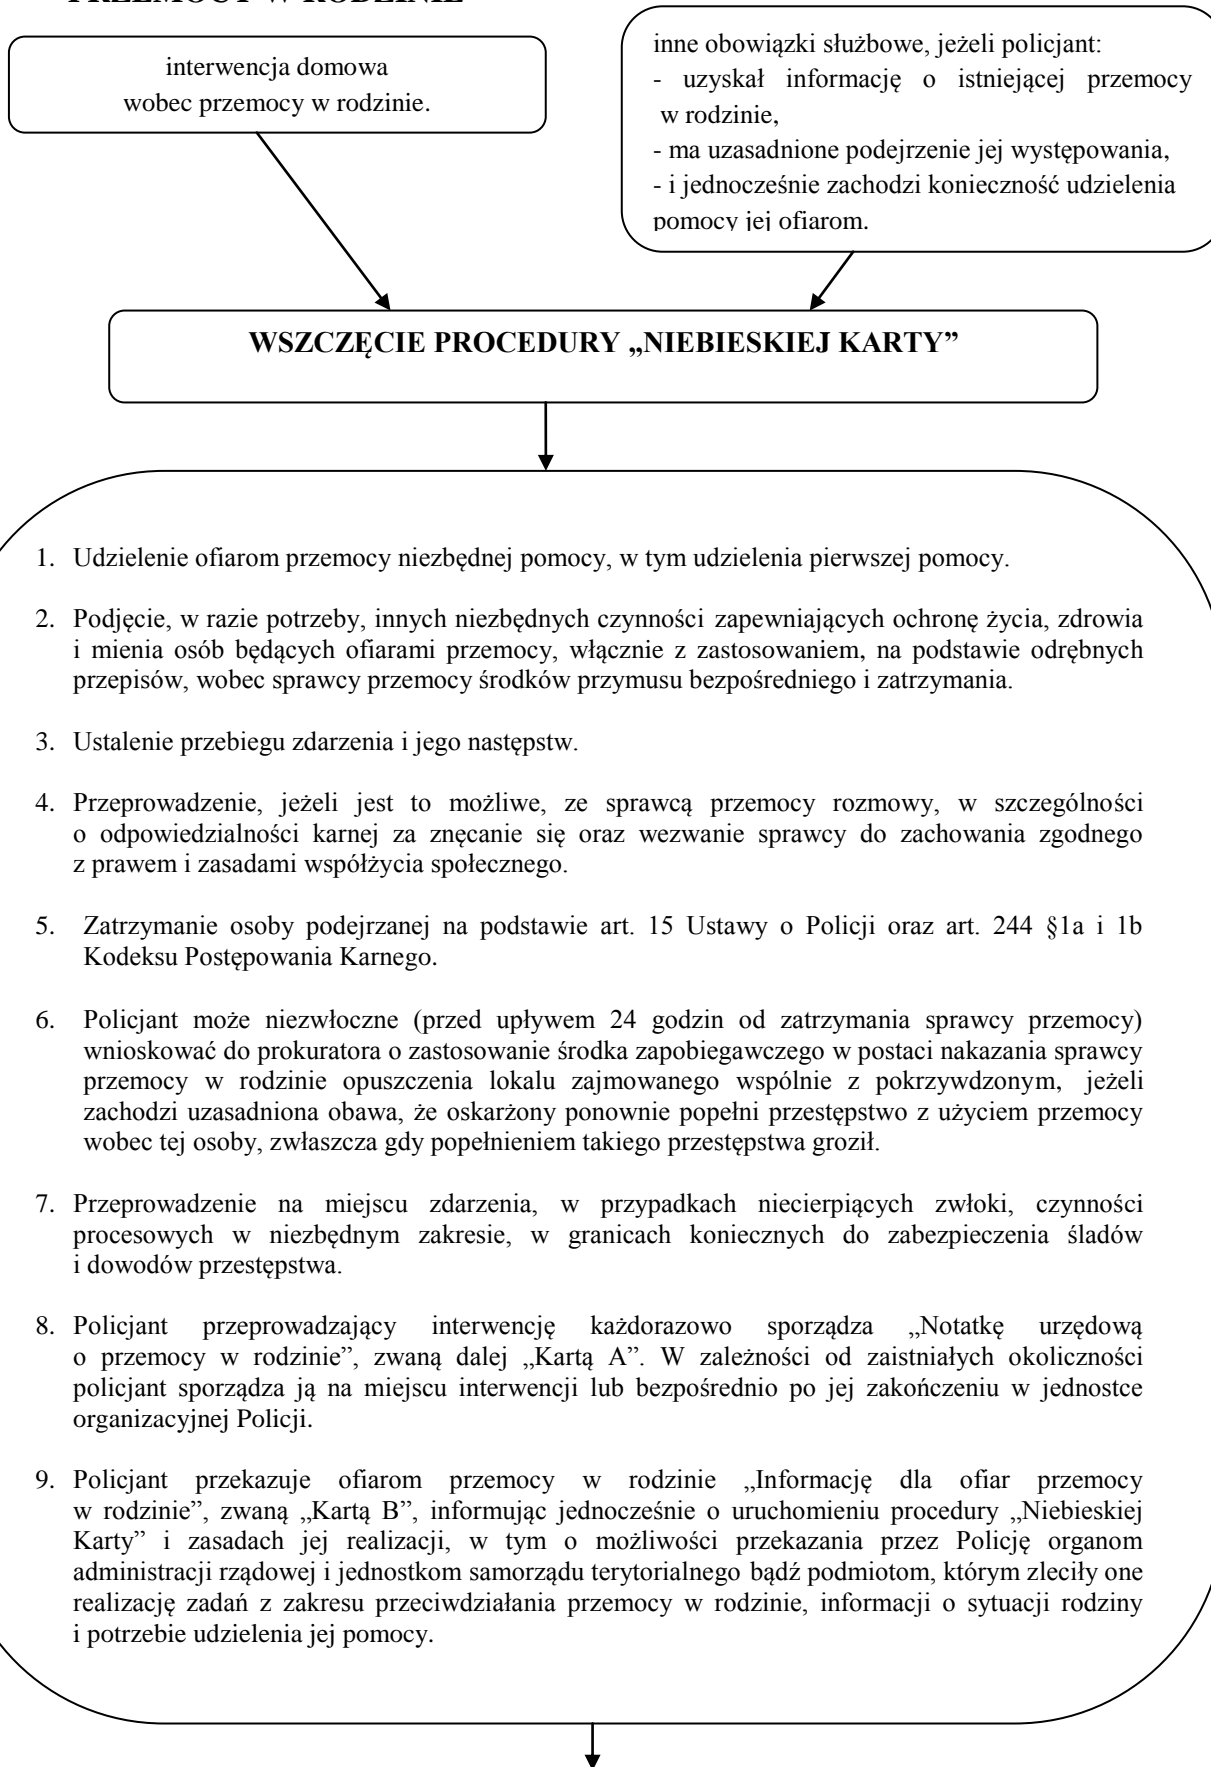 PRZEMOCY W RODZINIE
interwencja domowa
wobec przemocy w rodzinie.
inne obowiązki służbowe, jeżeli policjant:
- uzyskał informację o istniejącej przemocy
w rodzinie,
- ma uzasadnione podejrzenie jej występowania,
- i jednocześnie zachodzi konieczność udzielenia
pomocy jej ofiarom.
WSZCZĘCIE PROCEDURY „NIEBIESKIEJ KARTY”
1. Udzielenie ofiarom przemocy niezbędnej pomocy, w tym udzielenia pierwszej pomocy.
2. Podjęcie, w razie potrzeby, innych niezbędnych czynności zapewniających ochronę życia, zdrowia
i mienia osób będących ofiarami przemocy, włącznie z zastosowaniem, na podstawie odrębnych
przepisów, wobec sprawcy przemocy środków przymusu bezpośredniego i zatrzymania.
3. Ustalenie przebiegu zdarzenia i jego następstw.
4. Przeprowadzenie, jeżeli jest to możliwe, ze sprawcą przemocy rozmowy, w szczególności
o odpowiedzialności karnej za znęcanie się oraz wezwanie sprawcy do zachowania zgodnego
z prawem i zasadami współżycia społecznego.
5. Zatrzymanie osoby podejrzanej na podstawie art. 15 Ustawy o Policji oraz art. 244 §1a i 1b
Kodeksu Postępowania Karnego.
6. Policjant może niezwłoczne (przed upływem 24 godzin od zatrzymania sprawcy przemocy)
wnioskować do prokuratora o zastosowanie środka zapobiegawczego w postaci nakazania sprawcy
przemocy w rodzinie opuszczenia lokalu zajmowanego wspólnie z pokrzywdzonym, jeżeli
zachodzi uzasadniona obawa, że oskarżony ponownie popełni przestępstwo z użyciem przemocy
wobec tej osoby, zwłaszcza gdy popełnieniem takiego przestępstwa groził.
7. Przeprowadzenie na miejscu zdarzenia, w przypadkach niecierpiących zwłoki, czynności
procesowych w niezbędnym zakresie, w granicach koniecznych do zabezpieczenia śladów
i dowodów przestępstwa.
8. Policjant przeprowadzający interwencję każdorazowo sporządza „Notatkę urzędową
o przemocy w rodzinie”, zwaną dalej „Kartą A”. W zależności od zaistniałych okoliczności
policjant sporządza ją na miejscu interwencji lub bezpośrednio po jej zakończeniu w jednostce
organizacyjnej Policji.
9. Policjant przekazuje ofiarom przemocy w rodzinie „Informację dla ofiar przemocy
w rodzinie”, zwaną „Kartą B”, informując jednocześnie o uruchomieniu procedury „Niebieskiej
Karty” i zasadach jej realizacji, w tym o możliwości przekazania przez Policję organom
administracji rządowej i jednostkom samorządu terytorialnego bądź podmiotom, którym zleciły one
realizację zadań z zakresu przeciwdziałania przemocy w rodzinie, informacji o sytuacji rodziny
i potrzebie udzielenia jej pomocy.